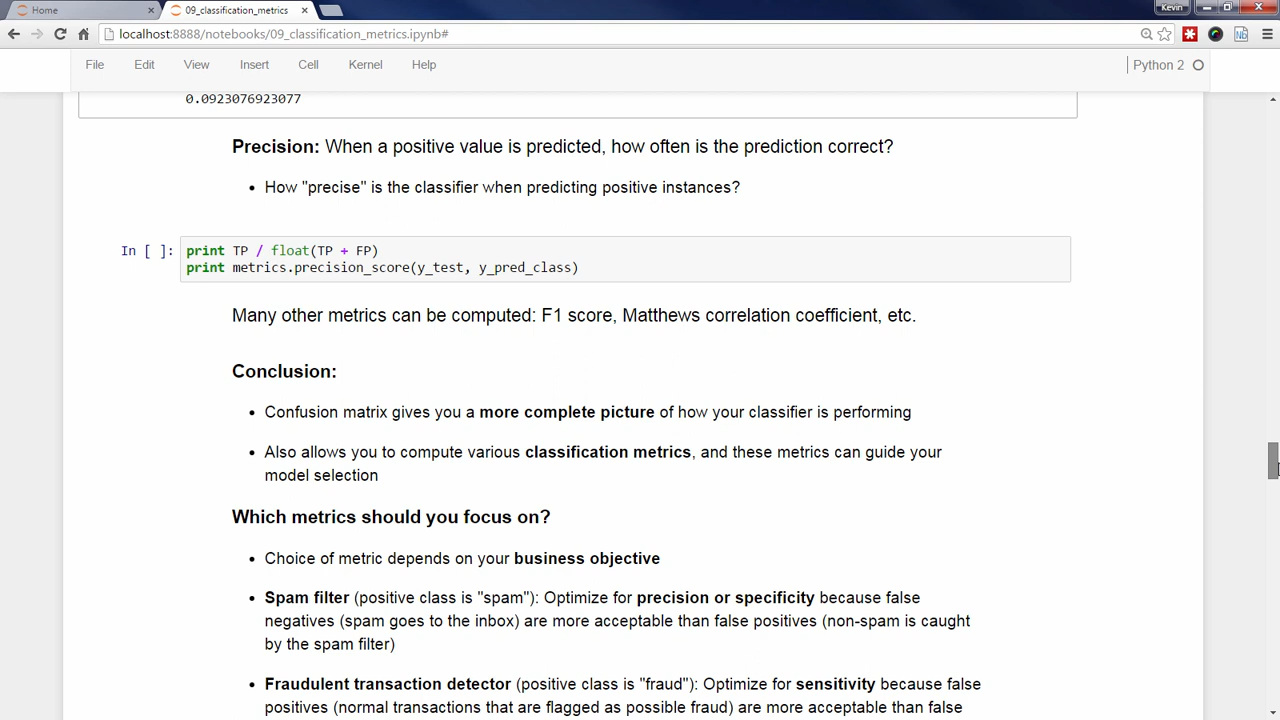 Home
09_classification_metrics
Kevin
localhost:8888/notebooks/09_classification_metrics.ipynb#
File Edit View Insert Cell Kernel Help
Python 2
0.0923076923077
Precision: When a positive value is predicted, how often is the prediction correct?
• How "precise" is the classifier when predicting positive instances?
In [ ]: print TP / float(TP + FP)
print metrics.precision_score(y_test, y_pred_class)
Many other metrics can be computed: F1 score, Matthews correlation coefficient, etc.
Conclusion:
• Confusion matrix gives you a more complete picture of how your classifier is performing
• Also allows you to compute various classification metrics, and these metrics can guide your
model selection
Which metrics should you focus on?
• Choice of metric depends on your business objective
• Spam filter (positive class is "spam"): Optimize for precision or specificity because false
negatives (spam goes to the inbox) are more acceptable than false positives (non-spam is caught
by the spam filter)
• Fraudulent transaction detector (positive class is "fraud"): Optimize for sensitivity because false
positives (normal transactions that are flagged as possible fraud) are more acceptable than false